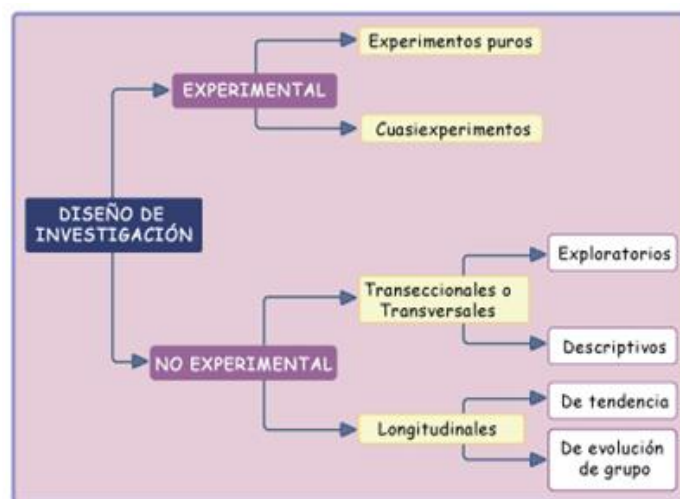 Experimentos puros
EXPERIMENTAL
Cuasiexperimentos
DISEÑO DE
INVESTIGACIÓN
Exploratorios
Transeccionales o
Transversales
Descriptivos
NO EXPERIMENTAL
De tendencia
Longitudinales
De evolución
de grupo